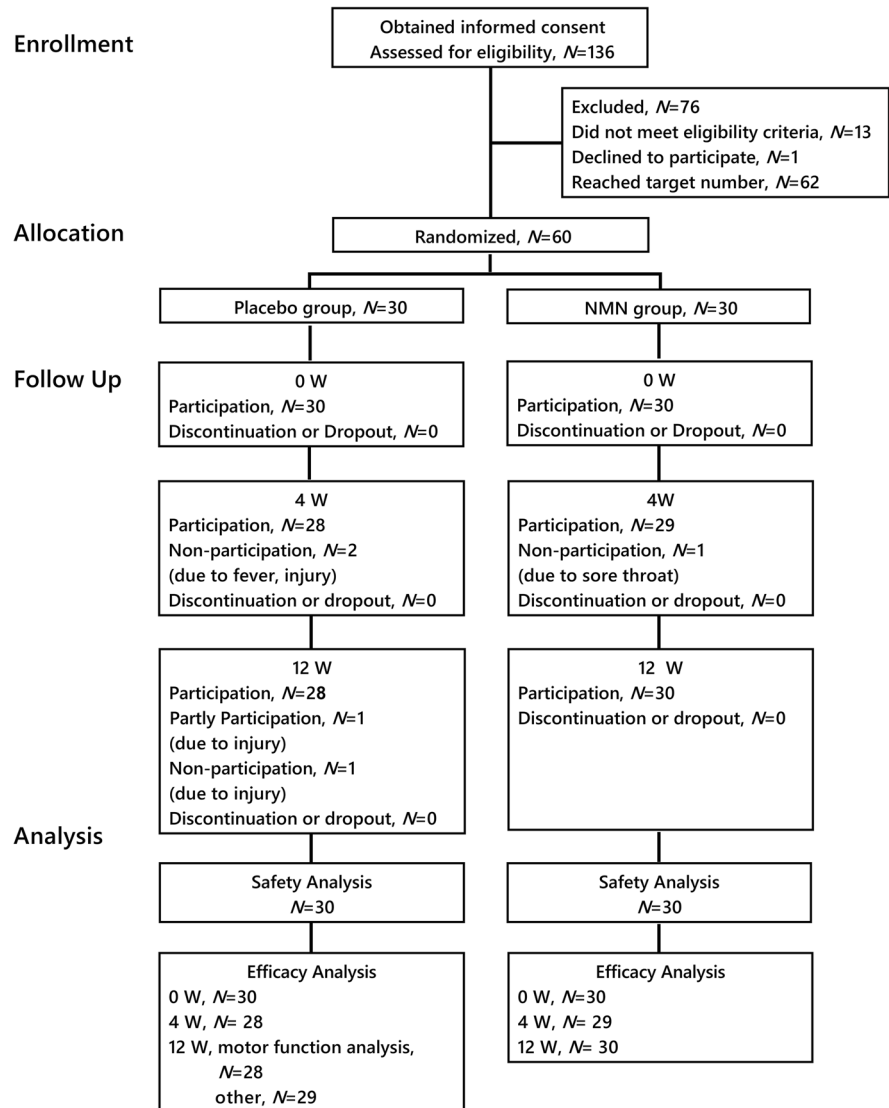 Enrollment
Obtained informed consent
Assessed for eligibility, N=136
Excluded, N=76
Did not meet eligibility criteria, N=13
Declined to participate, N=1
Reached target number, N=62
Allocation
Randomized, N=60
Placebo group, N=30
NMN group, N=30
Follow Up
0 W
Participation, N=30
Discontinuation or Dropout, N=0
0 W
Participation, N=30
Discontinuation or Dropout, N=0
4 W
Participation, N=28
Non-participation, N=2
(due to fever, injury)
Discontinuation or dropout, N=0
4W
Participation, N=29
Non-participation, N=1
(due to sore throat)
Discontinuation or dropout, N=0
12 W
Participation, N=28
Partly Participation, N=1
(due to injury)
Non-participation, N=1
(due to injury)
Discontinuation or dropout, N=0
12 W
Participation, N=30
Discontinuation or dropout, N=0
Analysis
Safety Analysis
N=30
Safety Analysis
N=30
Efficacy Analysis
0 W, N=30
4 W, N= 28
12 W, motor function analysis,
N=28
other, N=29
Efficacy Analysis
0 W, N=30
4 W, N= 29
12 W, N= 30